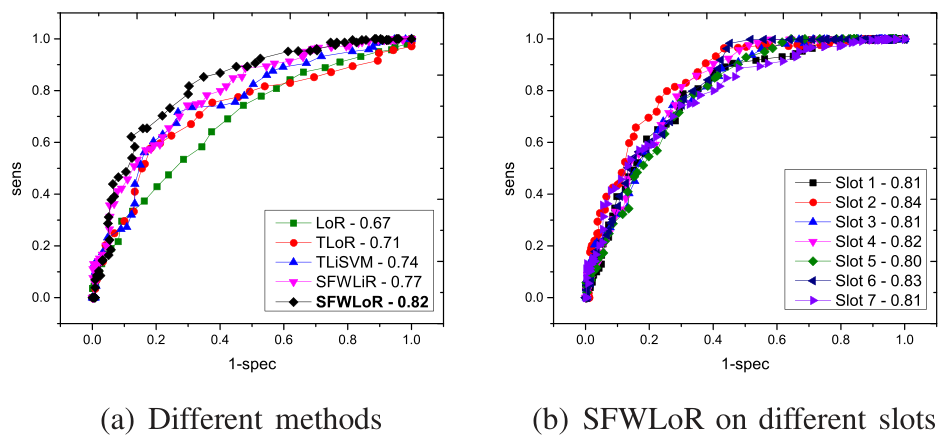 1.0
0.8
0.6
0.4
0.2
0.0
sens
0.0 0.2 0.4 0.6 0.8 1.0
1-spec
LoR - 0.67
TLoR - 0.71
TLiSVM - 0.74
SFWLiR - 0.77
SFWLoR - 0.82
(a) Different methods
1.0
0.8
0.6
0.4
0.2
0.0
sens
0.0 0.2 0.4 0.6 0.8 1.0
1-spec
Slot 1 - 0.81
Slot 2 - 0.84
Slot 3 - 0.81
Slot 4 - 0.82
Slot 5 - 0.80
Slot 6 - 0.83
Slot 7 - 0.81
(b) SFWLoR on different slots